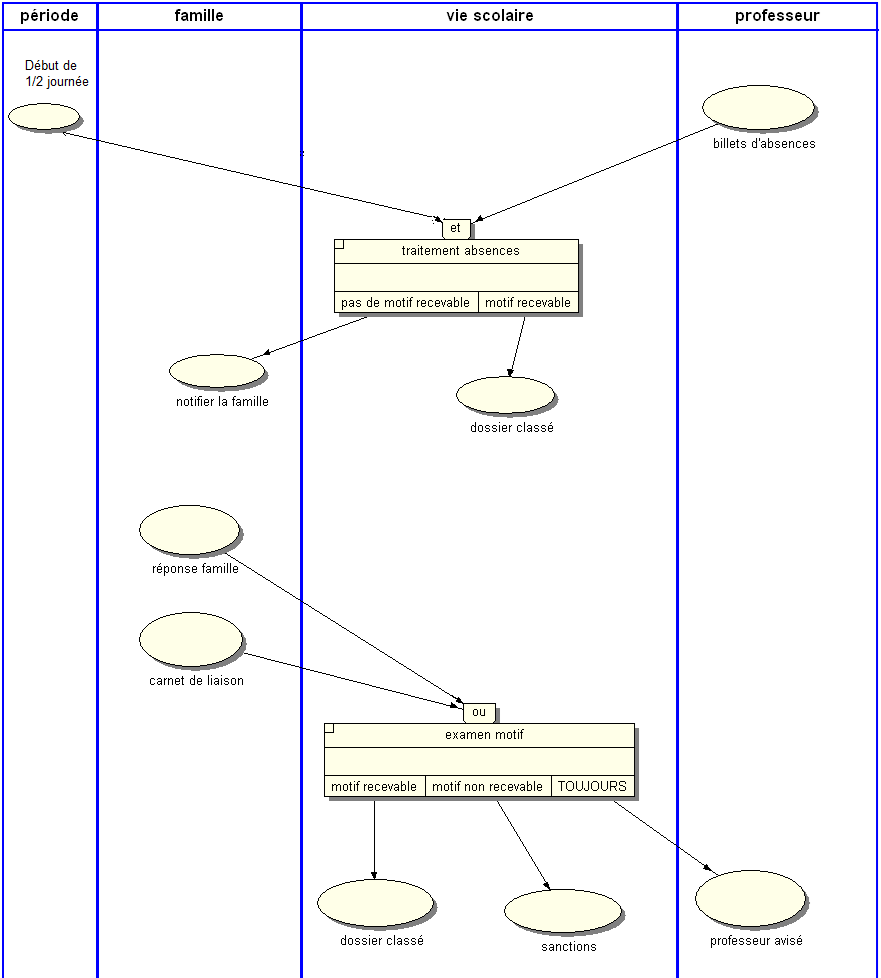 période
famille
vie scolaire
professeur
Début de
1/2 journée
billets d'absences
et
traitement absences
pas de motif recevable
motif recevable
notifier la famille
dossier classé
réponse famille
carnet de liaison
ou
examen motif
motif recevable
motif non recevable
TOUJOURS
dossier classé
sanctions
professeur avisé